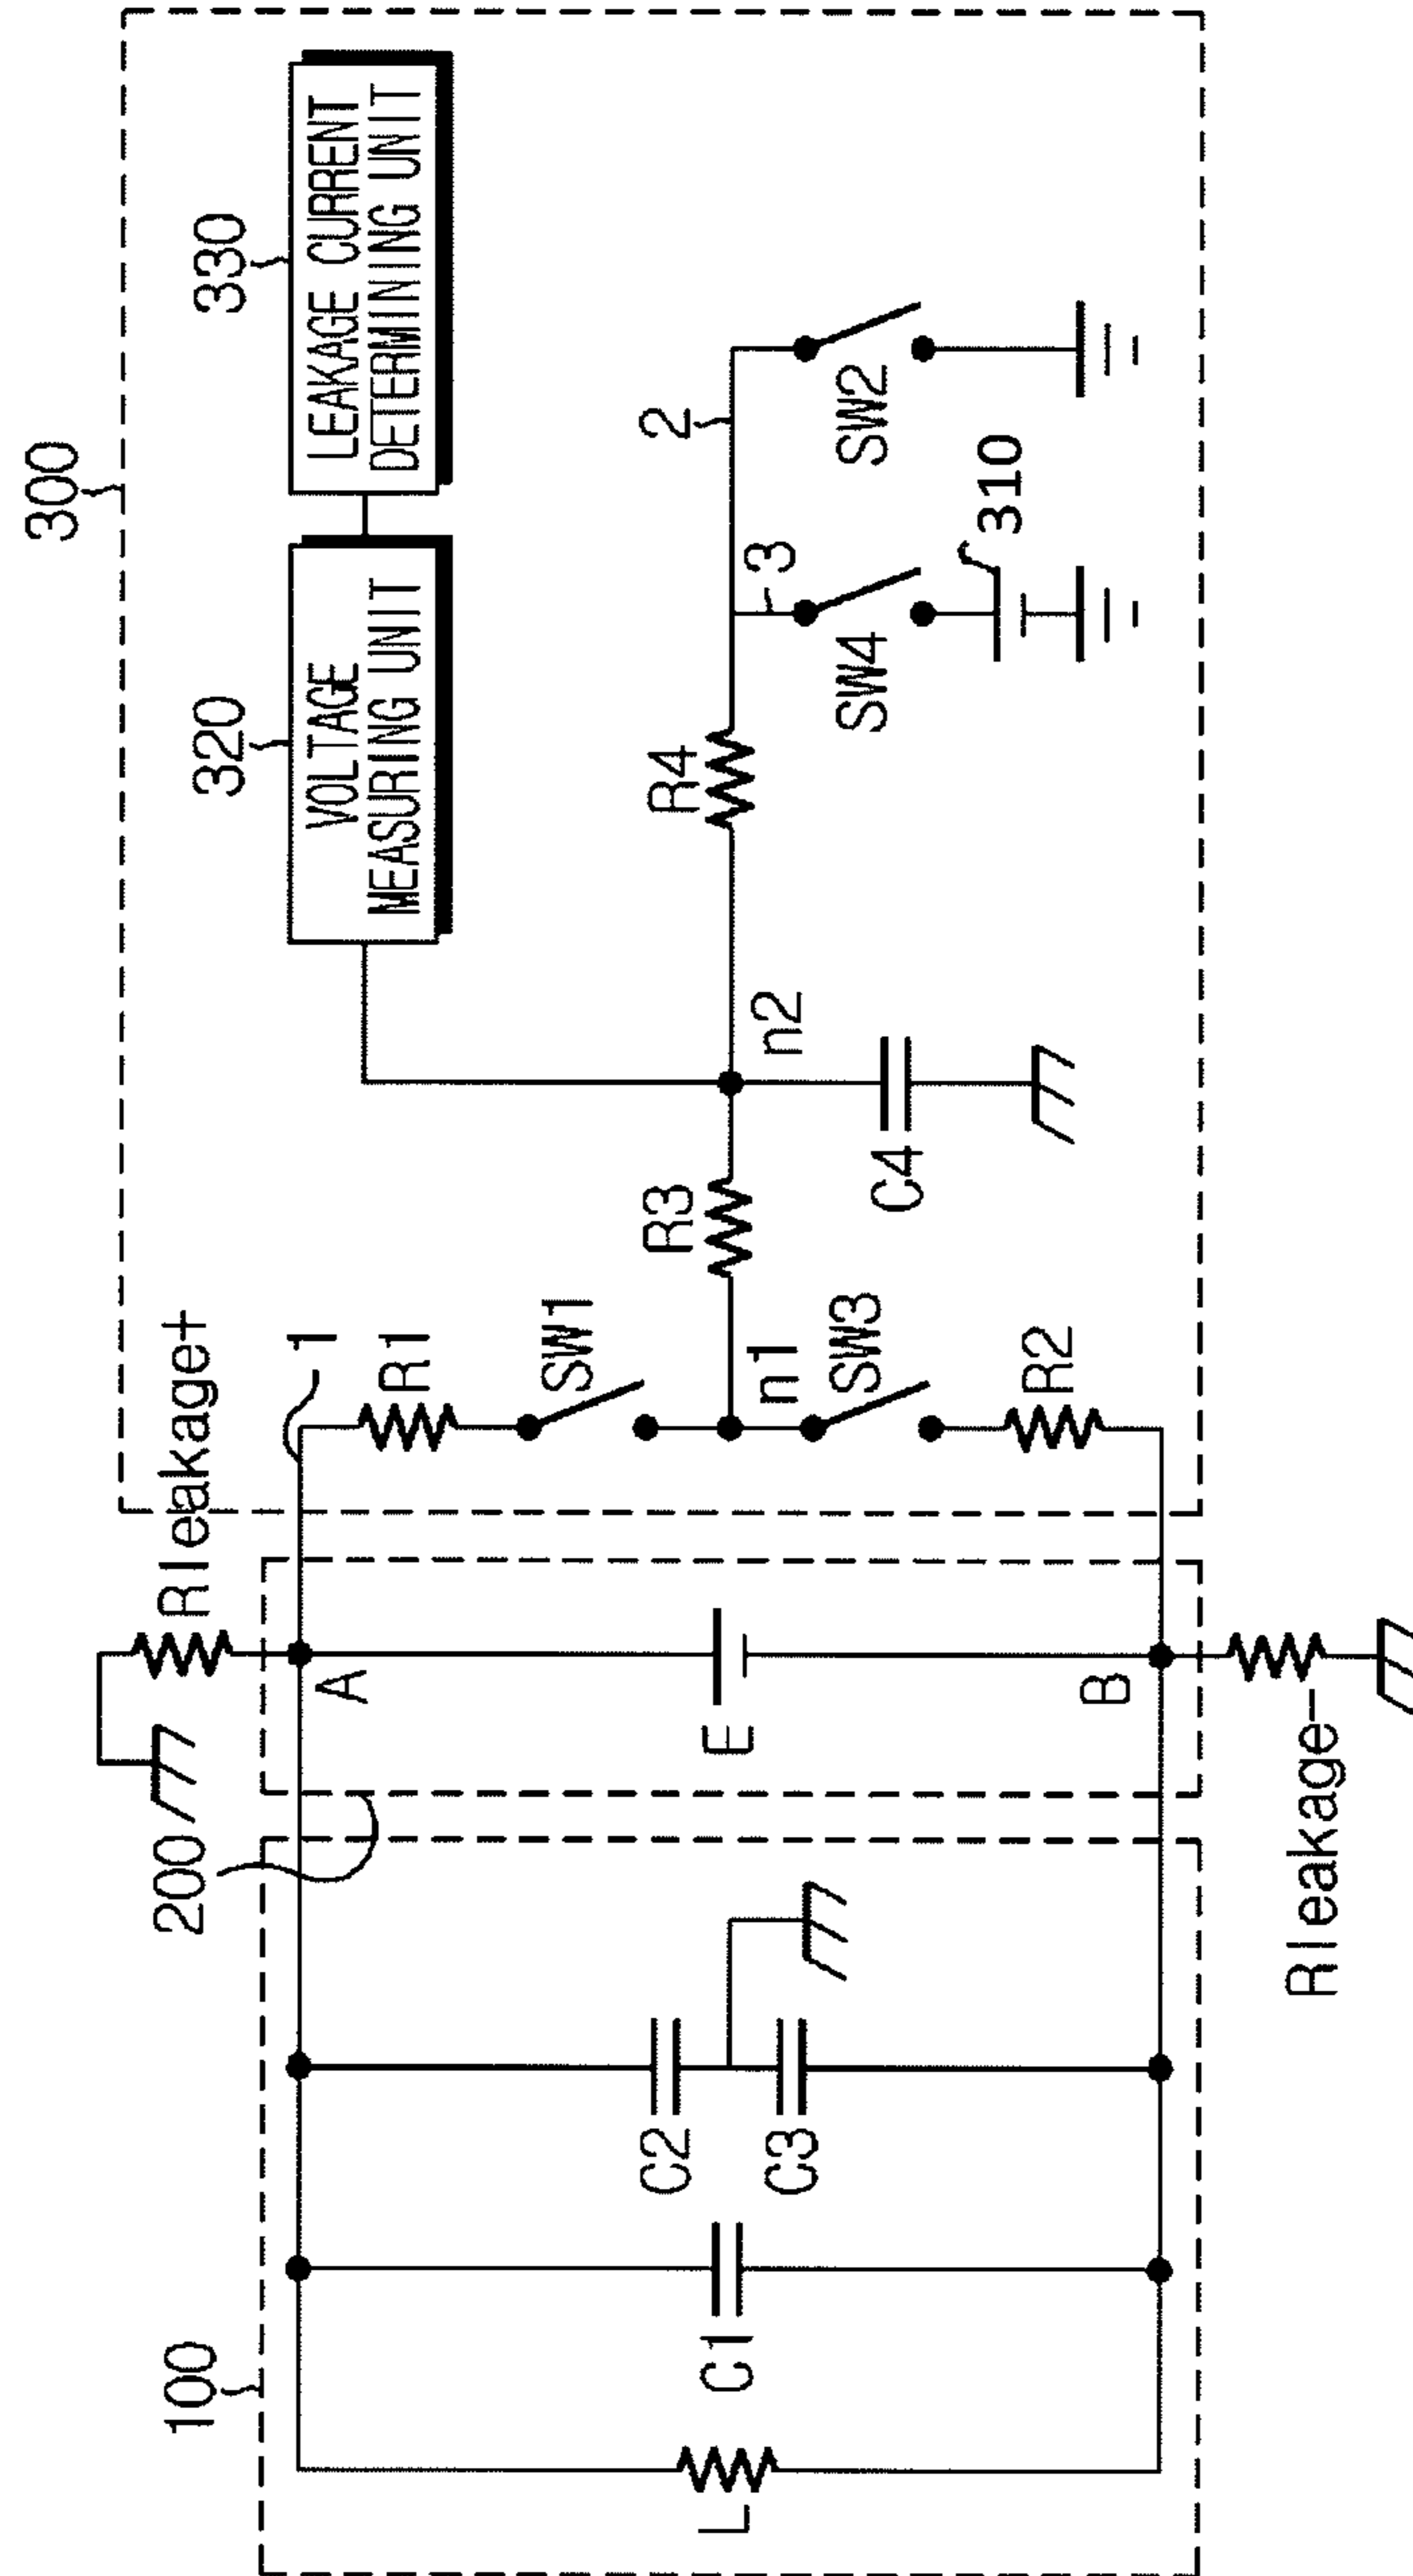 300
330
LEAKAGE CURRENT
DETERMINING UNIT
320
VOLTAGE
MEASURING UNIT
2
SW2
310
3
SW4
R4
n2
C4
R3
Rleakage+
1
R1
SW1
n1
SW3
R2
200
A
E
B
Rleakage-
100
C2
C3
C1
L